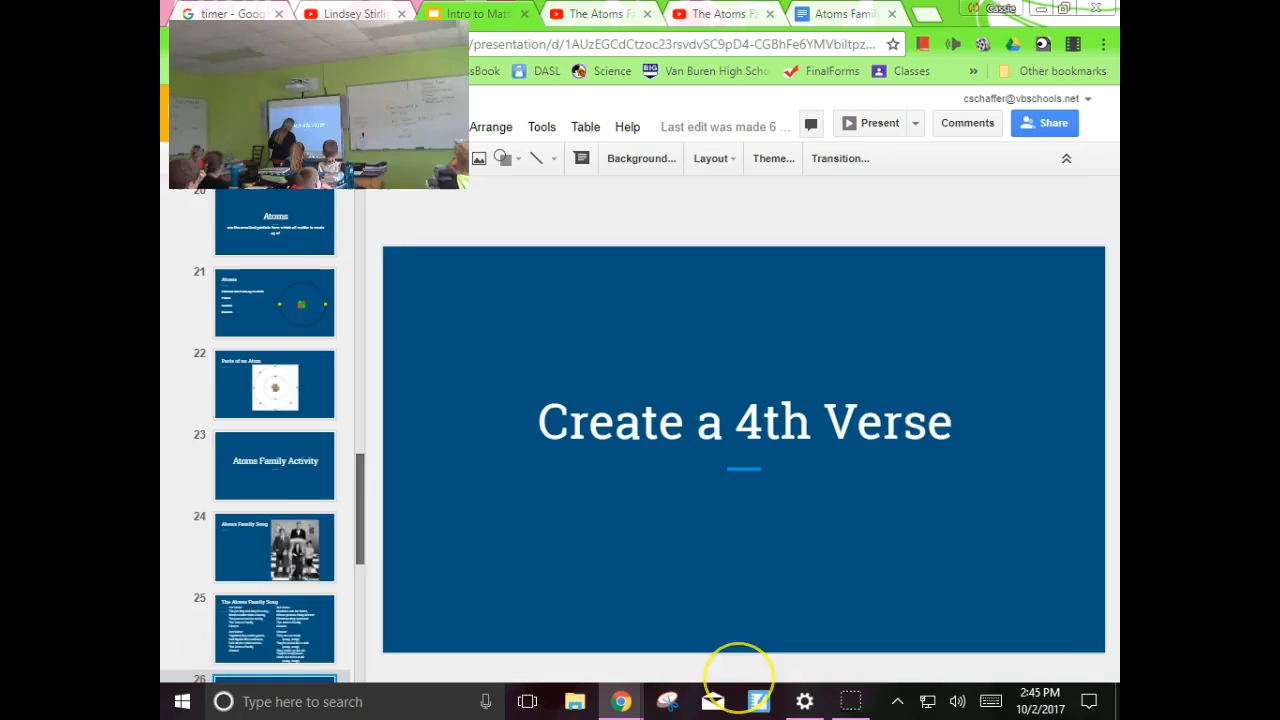 timer - Goog
Lindsey Stirlin
Intro to Matt
The Atoms F
The Atoms Fa
Atoms Family
Cassie
/presentation/d/1AUzEGCdCtzoc23rsvdvSC9pD4-CGBhFe6YMVbiltpz...
sBook
DASL
Science
BIG
Van Buren High Scho
FinalForms
Classes
»
Other bookmarks
cschaffer@vbschools.net
Arrange
Tools
Table
Help
Last edit was made 6 ...
Present
Comments
Share
Background...
Layout
Theme...
Transition...
20
Atoms
21
Atoms
22
Parts of an Atom
23
Atoms Family Activity
24
Atoms Family Song
25
The Atoms Family Song
26
Create a 4th Verse
Type here to search
2:45 PM
10/2/2017